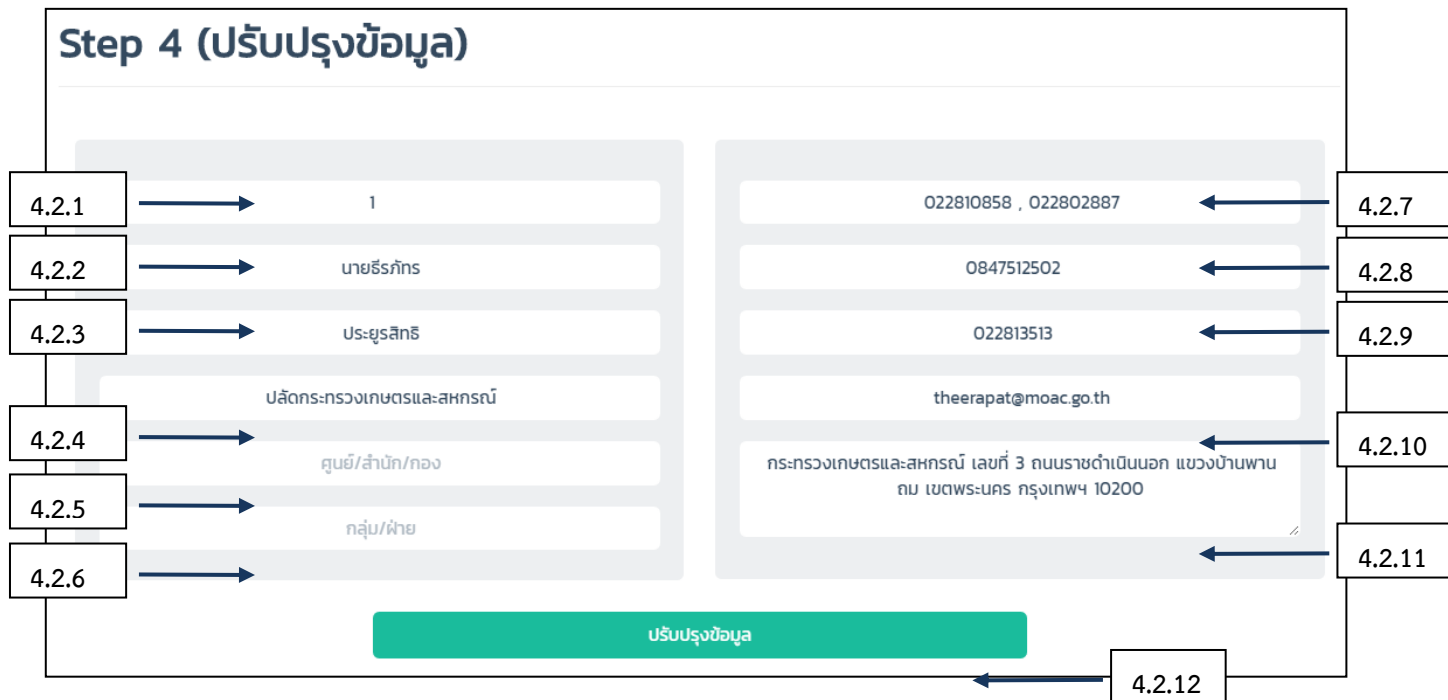 Step 4 (ปรับปรุงข้อมูล)
4.2.1
1
022810858 , 022802887
4.2.7
4.2.2
นายธีรภัทร
0847512502
4.2.8
4.2.3
ประยูรสิทธิ
022813513
4.2.9
ปลัดกระทรวงเกษตรและสหกรณ์
theerapat@moac.go.th
4.2.4
4.2.10
ศูนย์/สำนัก/กอง
กระทรวงเกษตรและสหกรณ์ เลขที่ 3 ถนนราชดำเนินนอก แขวงบ้านพาน
ถม เขตพระนคร กรุงเทพฯ 10200
4.2.5
กลุ่ม/ฝ่าย
4.2.11
4.2.6
ปรับปรุงข้อมูล
4.2.12